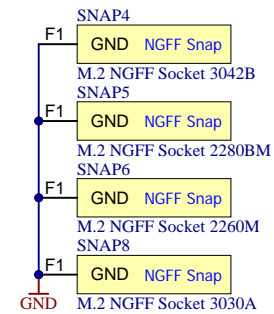 SNAP4
F1 GND NGFF Snap
M.2 NGFF Socket 3042B
SNAP5
F1 GND NGFF Snap
M.2 NGFF Socket 2280BM
SNAP6
F1 GND NGFF Snap
M.2 NGFF Socket 2260M
SNAP8
F1 GND NGFF Snap
GND M.2 NGFF Socket 3030A